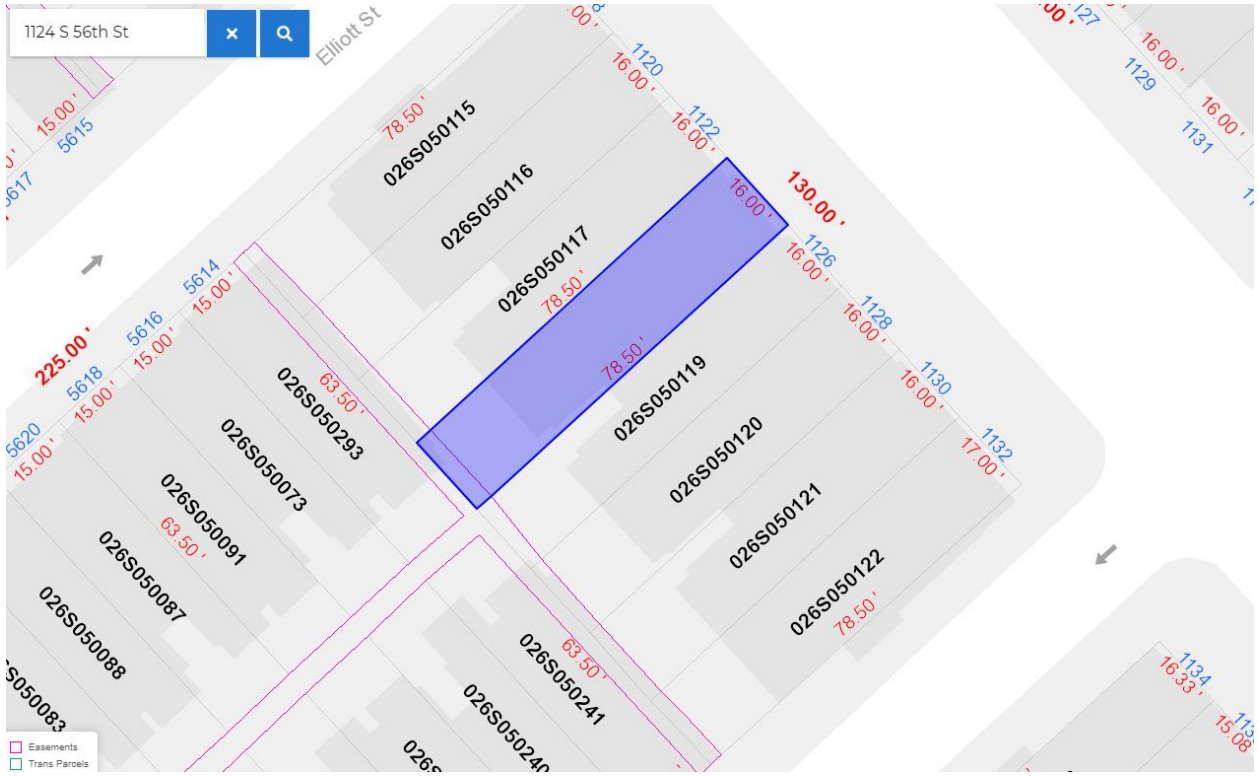 1124 S 56th St
Elliott St
1120
16.00 '
1122
16.00 '
16.00 '
130.00 '
1126
16.00 '
1128
16.00 '
1130
16.00 '
1132
17.00 '
1127
16.00 '
1129
16.00 '
1131
15.00 '
5615
5617
78.50 '
026S050115
026S050116
026S050117
78.50 '
78.50 '
026S050119
026S050120
026S050121
026S050122
78.50 '
225.00 '
5614
15.00 '
5616
15.00 '
5618
15.00 '
5620
15.00 '
63.50 '
026S050293
026S050073
026S050091
63.50 '
026S050087
026S050088
026S050241
63.50 '
026S050240
1134
16.33 '
15.08 '
Easements
Trans Parcels